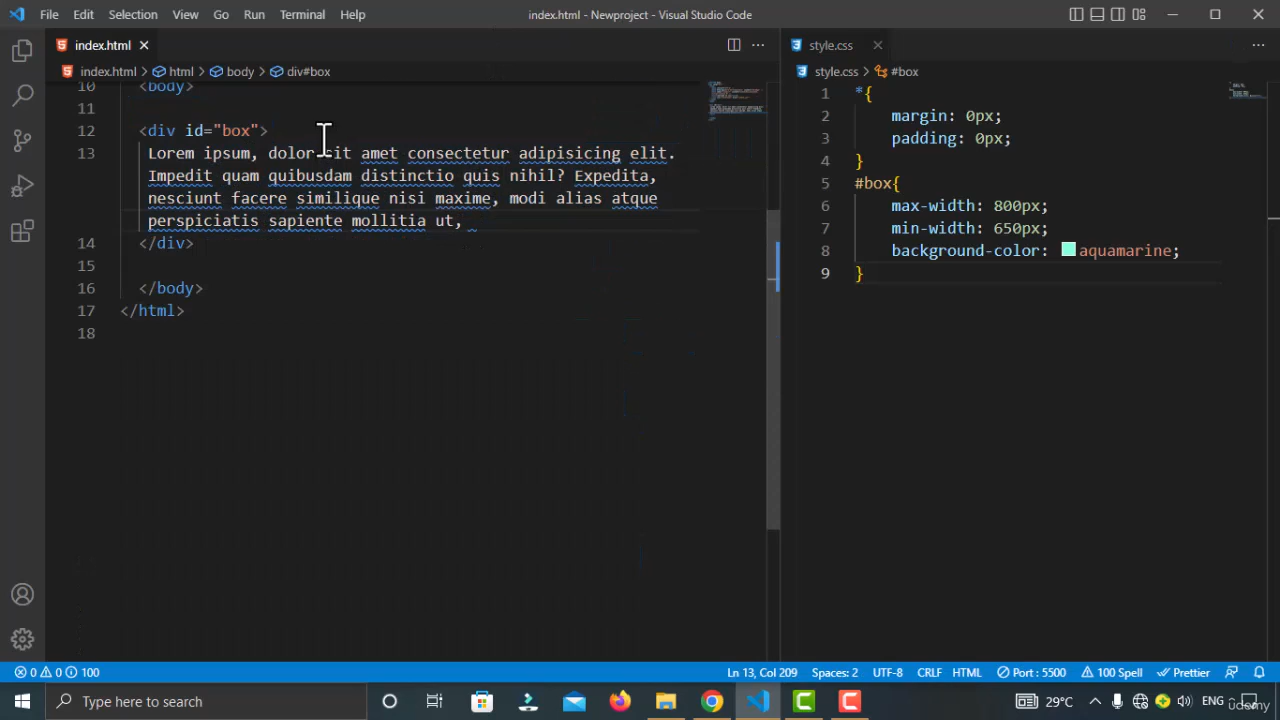 File Edit Selection View Go Run Terminal Help
index.html - Newproject - Visual Studio Code
index.html
index.html > html > body > div#box
10 <body>
11
12 <div id="box">
13 Lorem ipsum, dolor sit amet consectetur adipisicing elit.
Impedit quam quibusdam distinctio quis nihil? Expedita,
nesciunt facere similique nisi maxime, modi alias atque
perspiciatis sapiente mollitia ut,
14 </div>
15
16 </body>
17 </html>
18
style.css
style.css > #box
1 *{
2 margin: 0px;
3 padding: 0px;
4 }
5 #box{
6 max-width: 800px;
7 min-width: 650px;
8 background-color: aquamarine;
9 }
0 0 100
Ln 13, Col 209 Spaces: 2 UTF-8 CRLF HTML Port : 5500 100 Spell Prettier
Type here to search
29°C ENG
Udemy